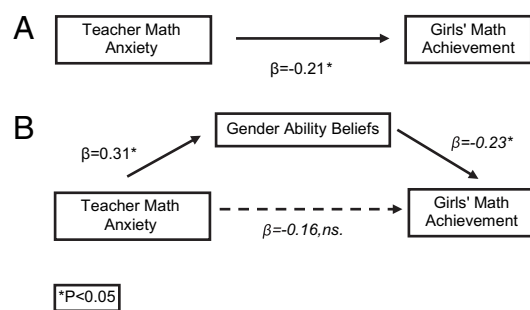 A
Teacher Math
Anxiety
β=-0.21*
Girls' Math
Achievement
B
β=0.31*
Gender Ability Beliefs
β=-0.23*
Teacher Math
Anxiety
β=-0.16,ns.
Girls' Math
Achievement
*P<0.05